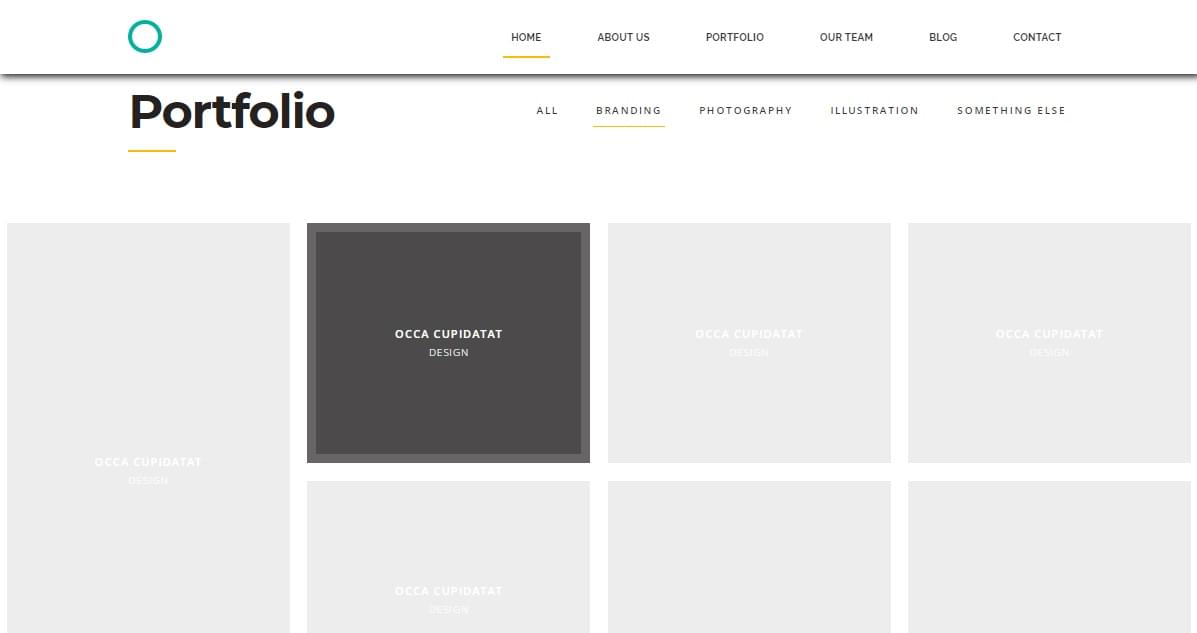 HOME ABOUT US PORTFOLIO OUR TEAM BLOG CONTACT
Portfolio
ALL BRANDING PHOTOGRAPHY ILLUSTRATION SOMETHING ELSE
OCCA CUPIDATAT
DESIGN
OCCA CUPIDATAT
DESIGN
OCCA CUPIDATAT
DESIGN
OCCA CUPIDATAT
DESIGN
OCCA CUPIDATAT
DESIGN